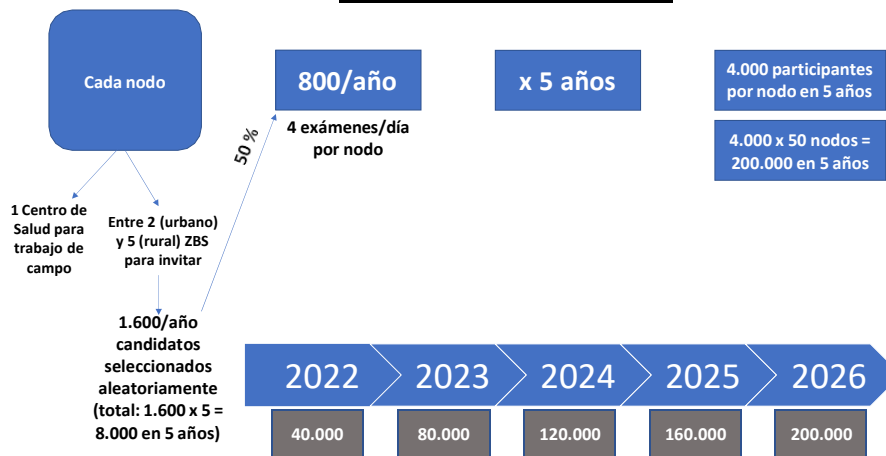 Cada nodo
800/año
4 exámenes/día
por nodo
x 5 años
4.000 participantes
por nodo en 5 años
4.000 x 50 nodos =
200.000 en 5 años
50 %
1 Centro de
Salud para
trabajo de
campo
Entre 2 (urbano)
y 5 (rural) ZBS
para invitar
1.600/año
candidatos
seleccionados
aleatoriamente
(total: 1.600 x 5 =
8.000 en 5 años)
2022
2023
2024
2025
2026
40.000
80.000
120.000
160.000
200.000